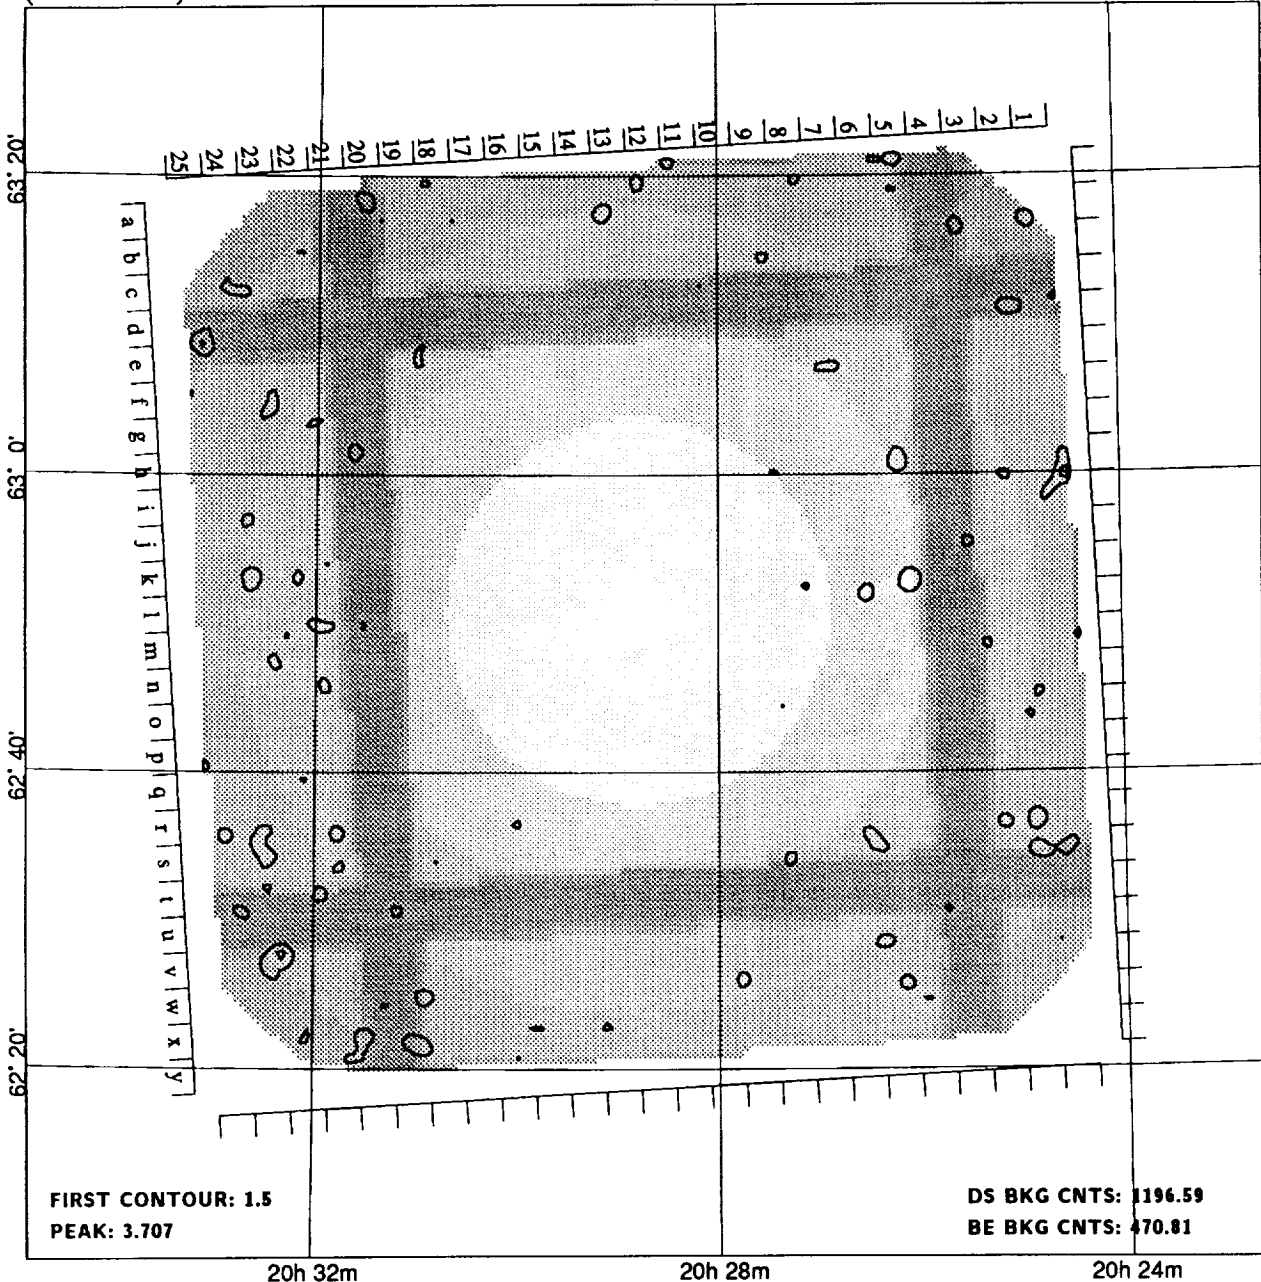 25 24 23 22 21 20 19 18 17 16 15 14 13 12 11 10 9 8 7 6 5 4 3 2 1
63° 20'
63° 0'
62° 40'
62° 20'
a
b
c
d
e
f
g
h
i
j
k
l
m
n
o
p
q
r
s
t
u
v
w
x
y
FIRST CONTOUR: 1.5
PEAK: 3.707
DS BKG CNTS: 1196.59
BE BKG CNTS: 470.81
20h 32m 20h 28m 20h 24m